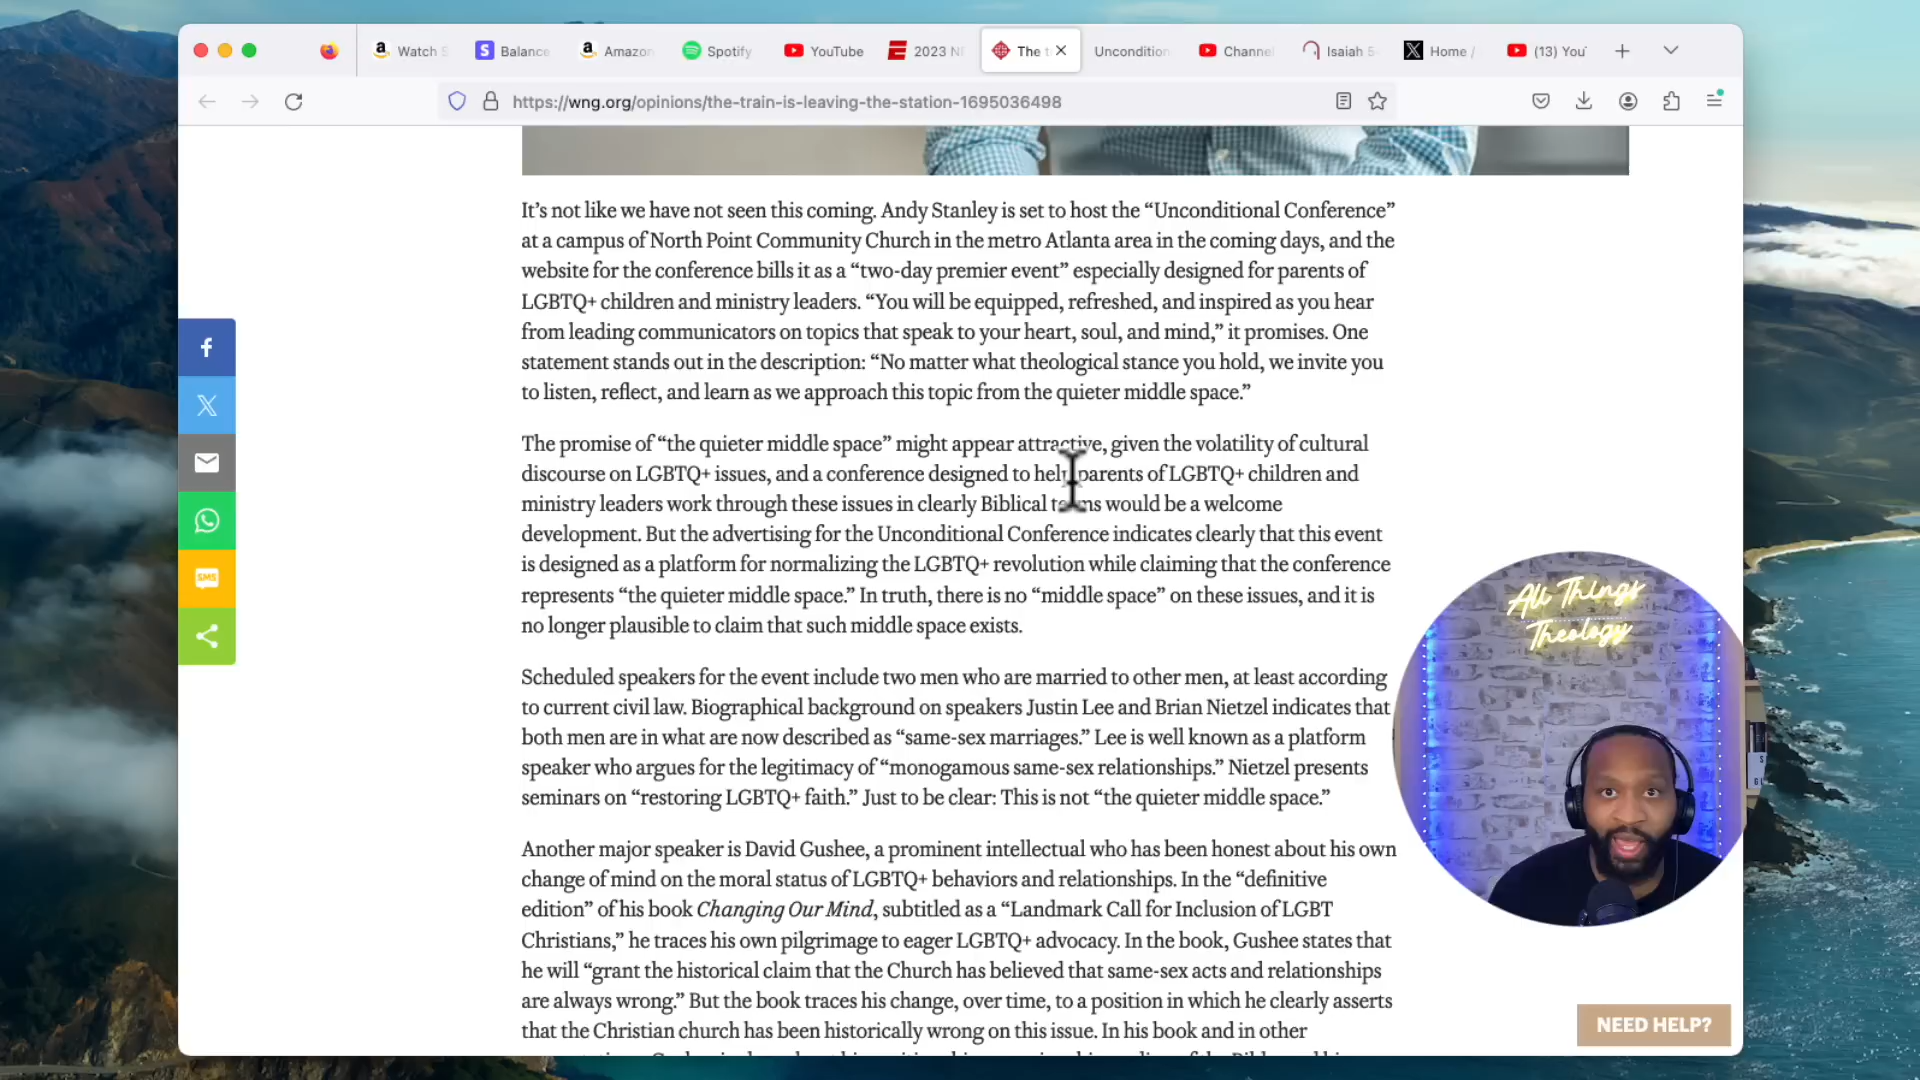 Watch S
Balance
Amazon
Spotify
YouTube
2023 NF
The t
Unconditio
Channel
Isaiah 5
Home /
(13) You
https://wng.org/opinions/the-train-is-leaving-the-station-1695036498
It’s not like we have not seen this coming. Andy Stanley is set to host the “Unconditional Conference”
at a campus of North Point Community Church in the metro Atlanta area in the coming days, and the
website for the conference bills it as a “two-day premier event” especially designed for parents of
LGBTQ+ children and ministry leaders. “You will be equipped, refreshed, and inspired as you hear
from leading communicators on topics that speak to your heart, soul, and mind,” it promises. One
statement stands out in the description: “No matter what theological stance you hold, we invite you
to listen, reflect, and learn as we approach this topic from the quieter middle space.”
The promise of “the quieter middle space” might appear attractive, given the volatility of cultural
discourse on LGBTQ+ issues, and a conference designed to help parents of LGBTQ+ children and
ministry leaders work through these issues in clearly Biblical terms would be a welcome
development. But the advertising for the Unconditional Conference indicates clearly that this event
is designed as a platform for normalizing the LGBTQ+ revolution while claiming that the conference
represents “the quieter middle space.” In truth, there is no “middle space” on these issues, and it is
no longer plausible to claim that such middle space exists.
Scheduled speakers for the event include two men who are married to other men, at least according
to current civil law. Biographical background on speakers Justin Lee and Brian Nietzel indicates that
both men are in what are now described as “same-sex marriages.” Lee is well known as a platform
speaker who argues for the legitimacy of “monogamous same-sex relationships.” Nietzel presents
seminars on “restoring LGBTQ+ faith.” Just to be clear: This is not “the quieter middle space.”
Another major speaker is David Gushee, a prominent intellectual who has been honest about his own
change of mind on the moral status of LGBTQ+ behaviors and relationships. In the “definitive
edition” of his book Changing Our Mind, subtitled as a “Landmark Call for Inclusion of LGBT
Christians,” he traces his own pilgrimage to eager LGBTQ+ advocacy. In the book, Gushee states that
he will “grant the historical claim that the Church has believed that same-sex acts and relationships
are always wrong.” But the book traces his change, over time, to a position in which he clearly asserts
that the Christian church has been historically wrong on this issue. In his book and in other
SMS
All Things
Theology
NEED HELP?